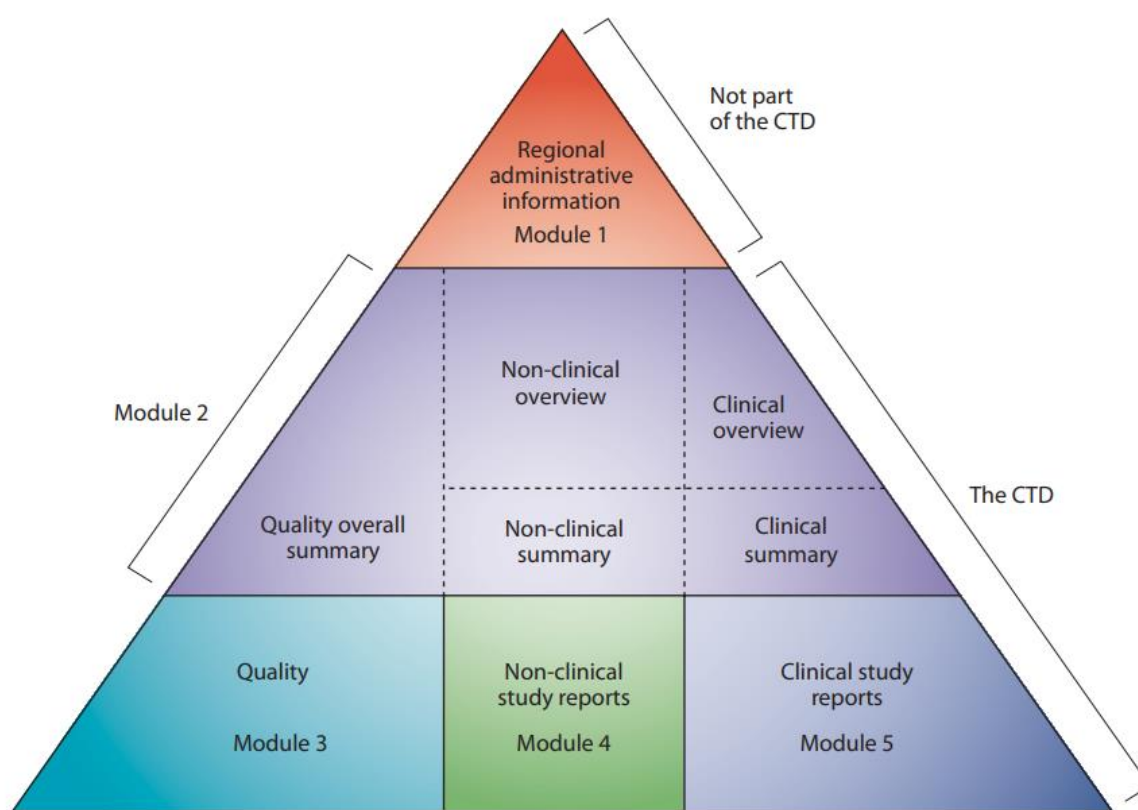 Not part
of the CTD
Regional
administrative
information
Module 1
Module 2
Non-clinical
overview
Clinical
overview
The CTD
Quality overall
summary
Non-clinical
summary
Clinical
summary
Quality
Module 3
Non-clinical
study reports
Module 4
Clinical study
reports
Module 5